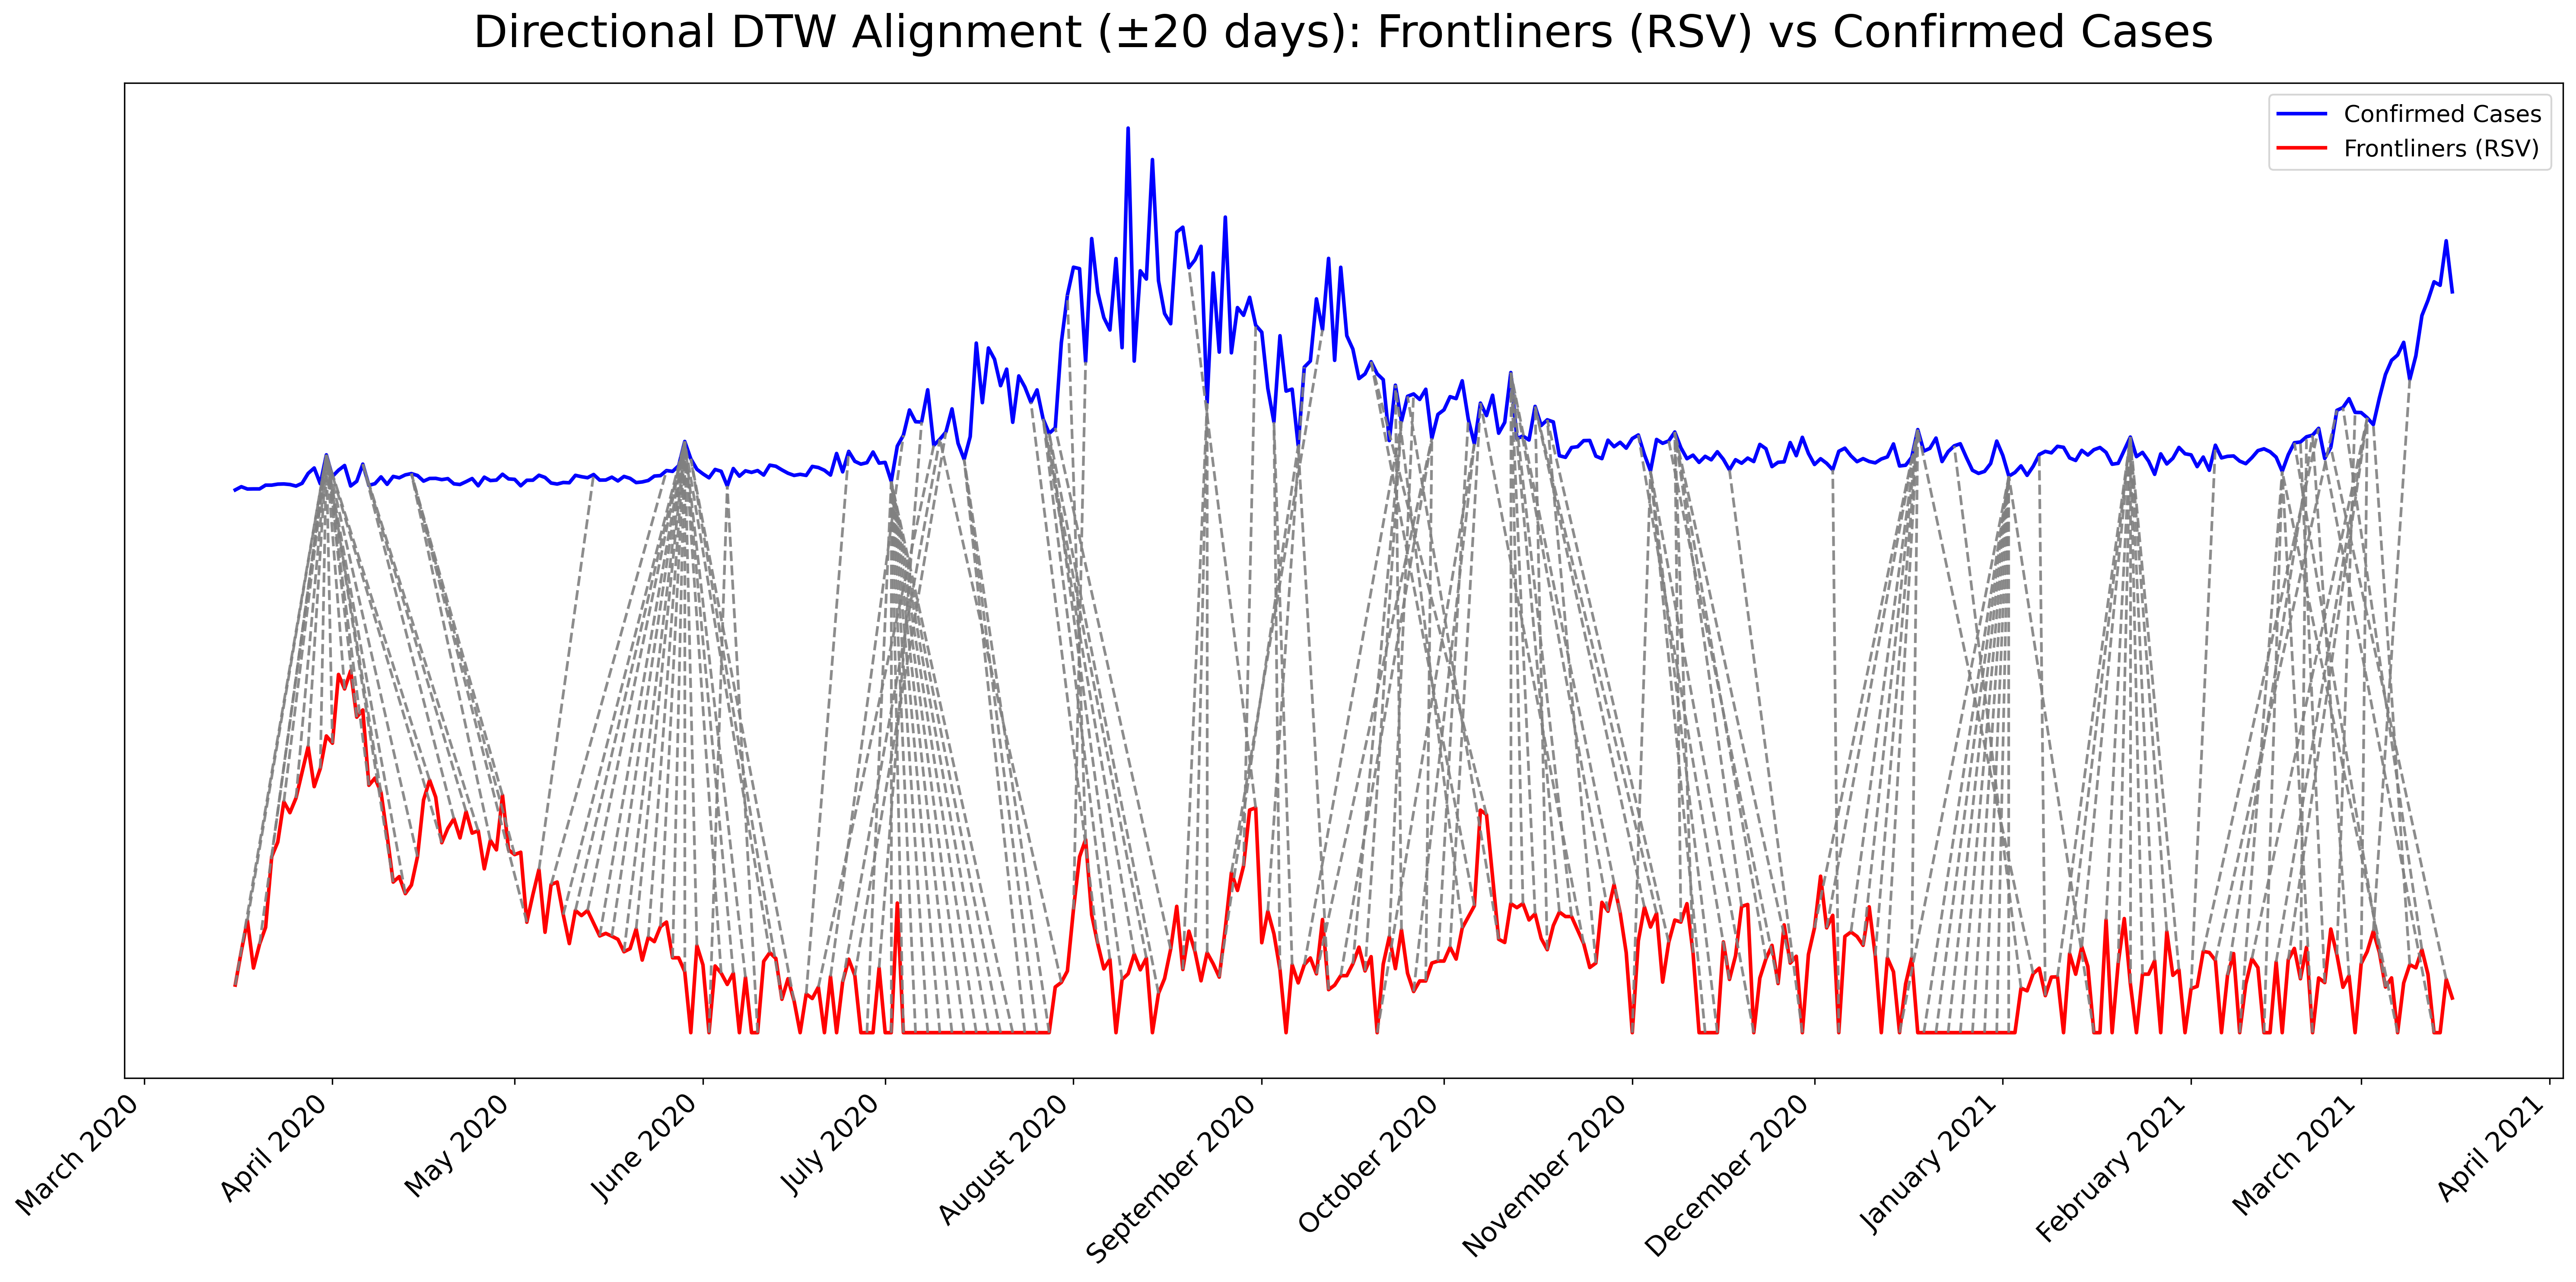 Directional DTW Alignment (±20 days): Frontliners (RSV) vs Confirmed Cases
Confirmed Cases
Frontliners (RSV)
March 2020
April 2020
May 2020
June 2020
July 2020
August 2020
September 2020
October 2020
November 2020
December 2020
January 2021
February 2021
March 2021
April 2021